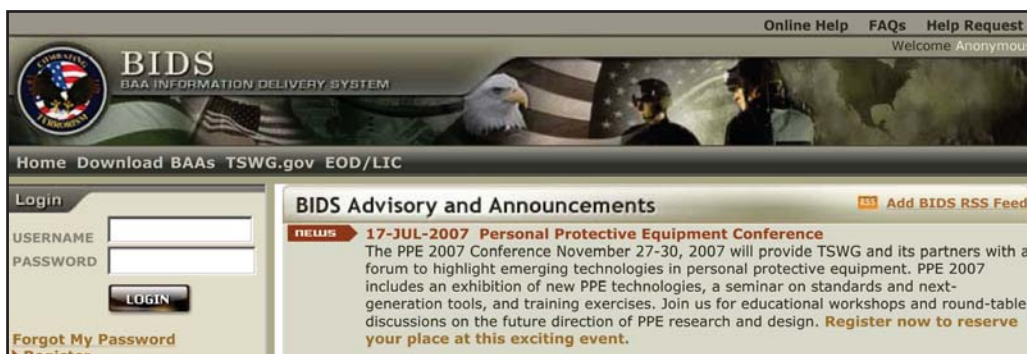 Online Help FAQs Help Request
Welcome Anonymou
COMBATING
TERRORISM
BIDS
BAA INFORMATION DELIVERY SYSTEM
Home Download BAAs TSWG.gov EOD/LIC
Login
USERNAME
PASSWORD
LOGIN
Forgot My Password
Register
BIDS Advisory and Announcements
RSS Add BIDS RSS Feed
NEWS 17-JUL-2007 Personal Protective Equipment Conference
The PPE 2007 Conference November 27-30, 2007 will provide TSWG and its partners with a
forum to highlight emerging technologies in personal protective equipment. PPE 2007
includes an exhibition of new PPE technologies, a seminar on standards and next-
generation tools, and training exercises. Join us for educational workshops and round-table
discussions on the future direction of PPE research and design. Register now to reserve
your place at this exciting event.